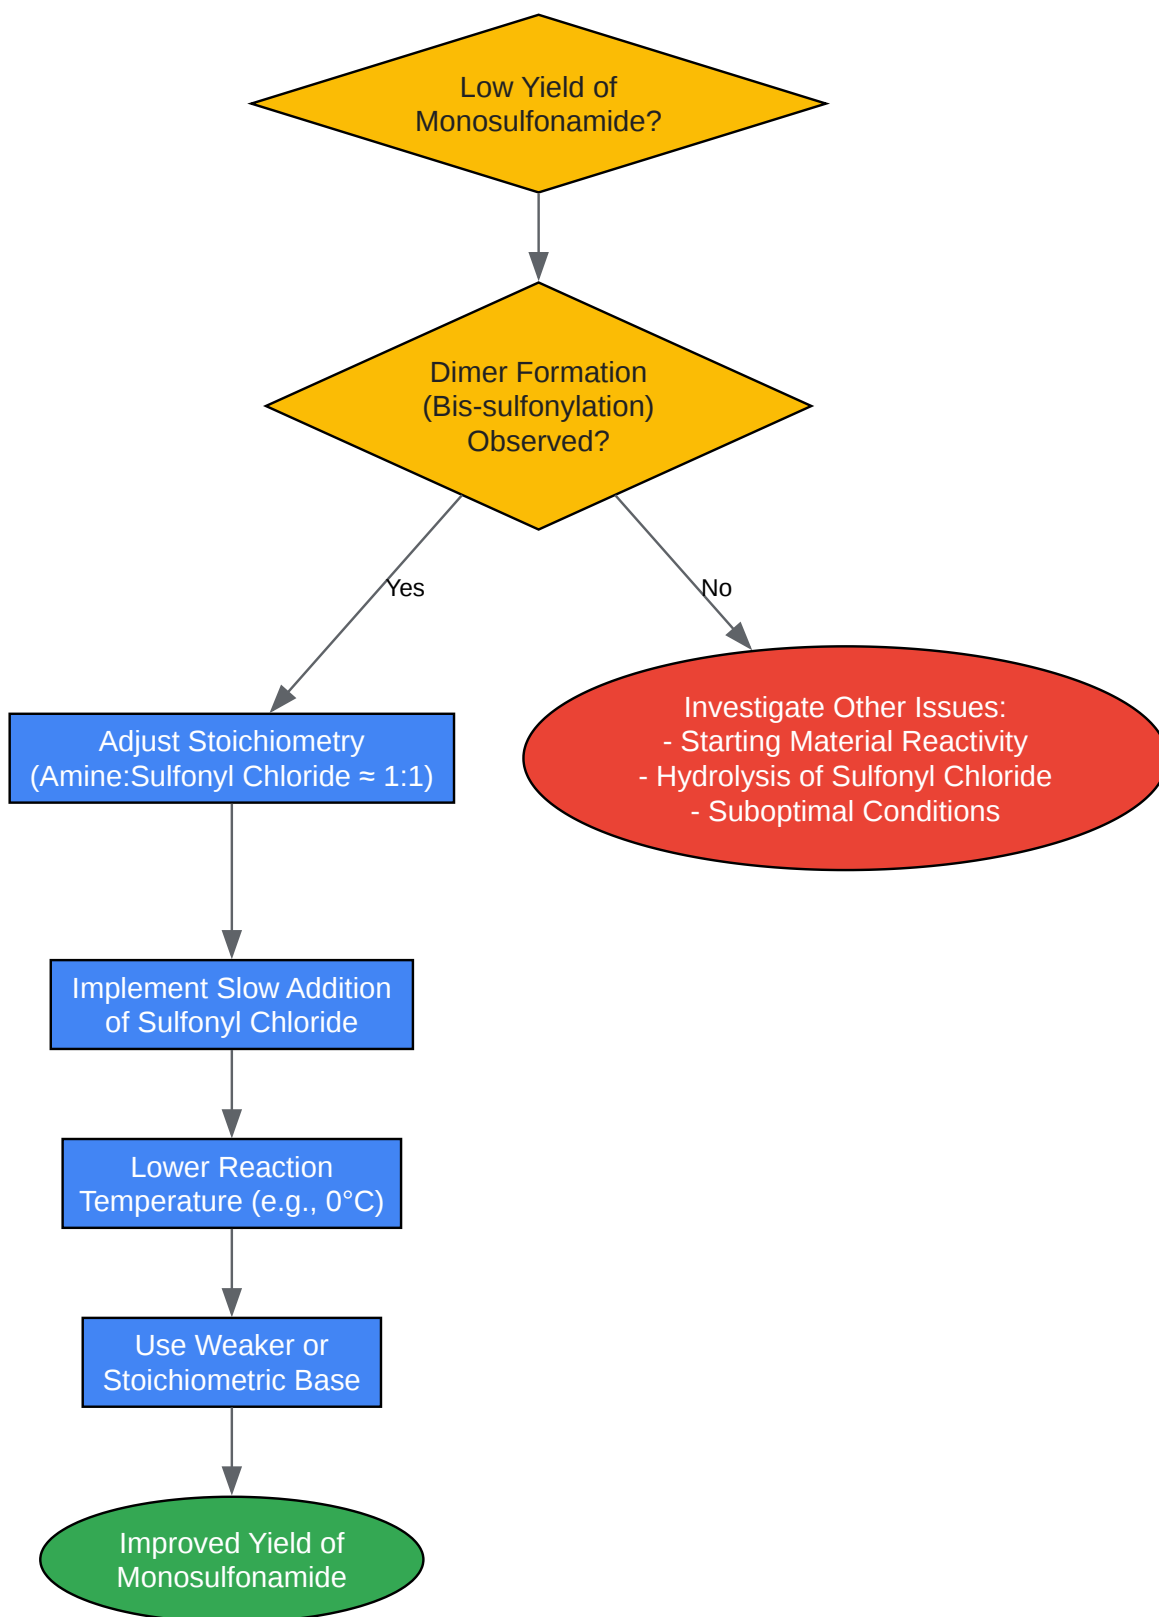 Low Yield of
Monosulfonamide?
Dimer Formation
(Bis-sulfonylation)
Observed?
Yes
No
Adjust Stoichiometry
(Amine:Sulfonyl Chloride ≈ 1:1)
Investigate Other Issues:
- Starting Material Reactivity
- Hydrolysis of Sulfonyl Chloride
- Suboptimal Conditions
Implement Slow Addition
of Sulfonyl Chloride
Lower Reaction
Temperature (e.g., 0°C)
Use Weaker or
Stoichiometric Base
Improved Yield of
Monosulfonamide